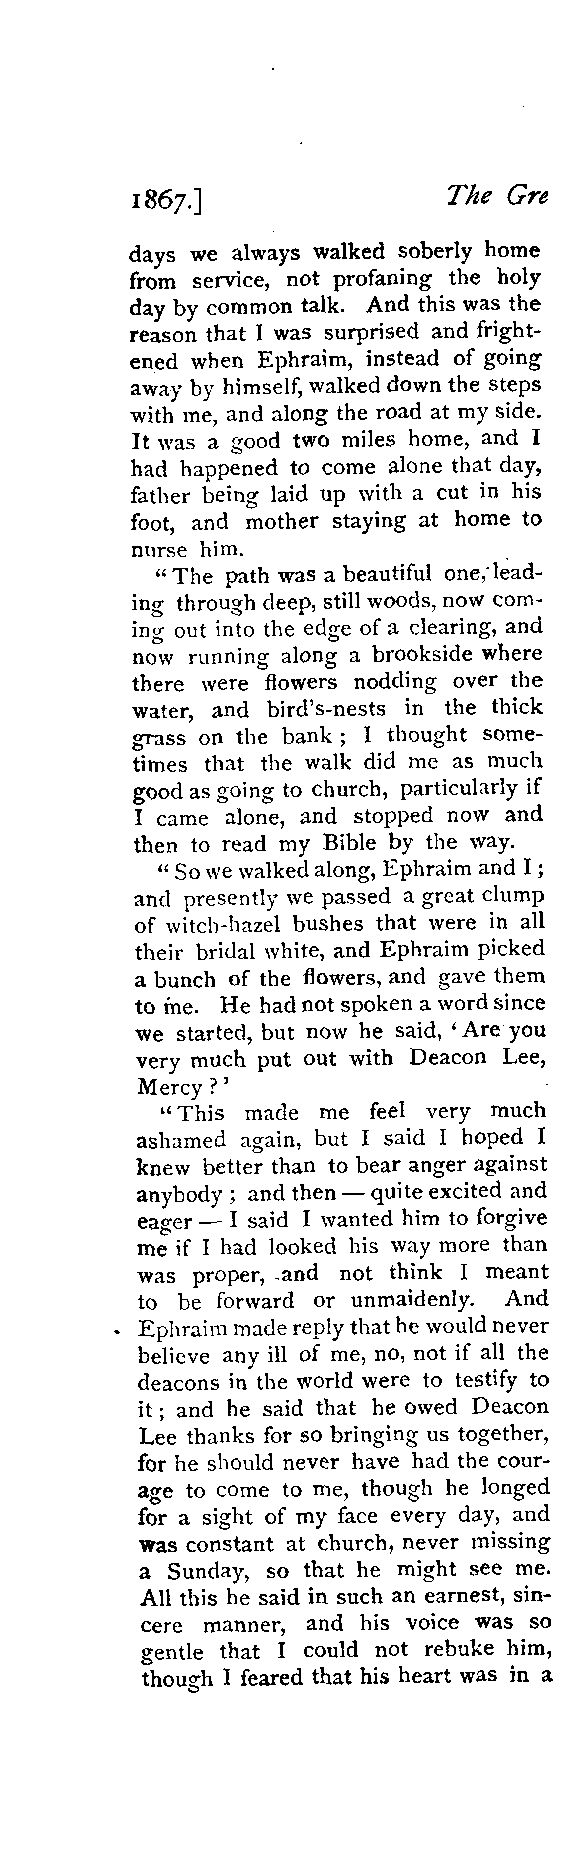 1867.] The Gre
days we always walked soberly home
from service, not profaning the holy
day by common talk. And this was the
reason that I was surprised and fright-
ened when Ephraim, instead of going
away by himself, walked down the steps
with me, and along the road at my side.
It was a good two miles home, and I
had happened to come alone that day,
father being laid up with a cut in his
foot, and mother staying at home to
nurse him.
"The path was a beautiful one, lead-
ing through deep, still woods, now com-
ing out into the edge of a clearing, and
now running along a brookside where
there were flowers nodding over the
water, and bird's-nests in the thick
grass on the bank; I thought some-
times that the walk did me as much
good as going to church, particularly if
I came alone, and stopped now and
then to read my Bible by the way.
"So we walked along, Ephraim and I;
and presently we passed a great clump
of witch-hazel bushes that were in all
their bridal white, and Ephraim picked
a bunch of the flowers, and gave them
to me. He had not spoken a word since
we started, but now he said, 'Are you
very much put out with Deacon Lee,
Mercy?'
"This made me feel very much
ashamed again, but I said I hoped I
knew better than to bear anger against
anybody; and then — quite excited and
eager — I said I wanted him to forgive
me if I had looked his way more than
was proper, and not think I meant
to be forward or unmaidenly. And
Ephraim made reply that he would never
believe any ill of me, no, not if all the
deacons in the world were to testify to
it; and he said that he owed Deacon
Lee thanks for so bringing us together,
for he should never have had the cour-
age to come to me, though he longed
for a sight of my face every day, and
was constant at church, never missing
a Sunday, so that he might see me.
All this he said in such an earnest, sin-
cere manner, and his voice was so
gentle that I could not rebuke him,
though I feared that his heart was in a